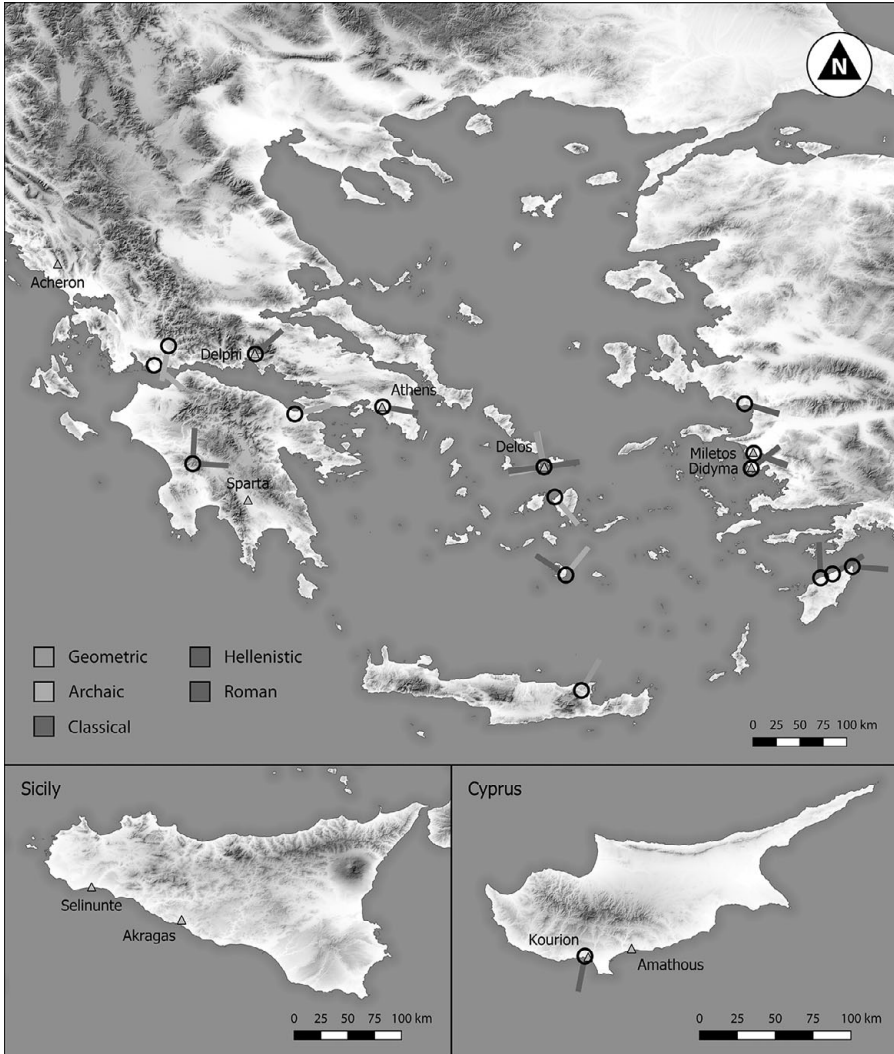 N
Acheron
Delphi
Athens
Delos
Miletos
Didyma
Sparta
Geometric
Hellenistic
Archaic
Roman
Classical
0 25 50 75 100 km
Sicily
Cyprus
Selinunte
Akragas
Kourion
Amathous
0 25 50 75 100 km
0 25 50 75 100 km